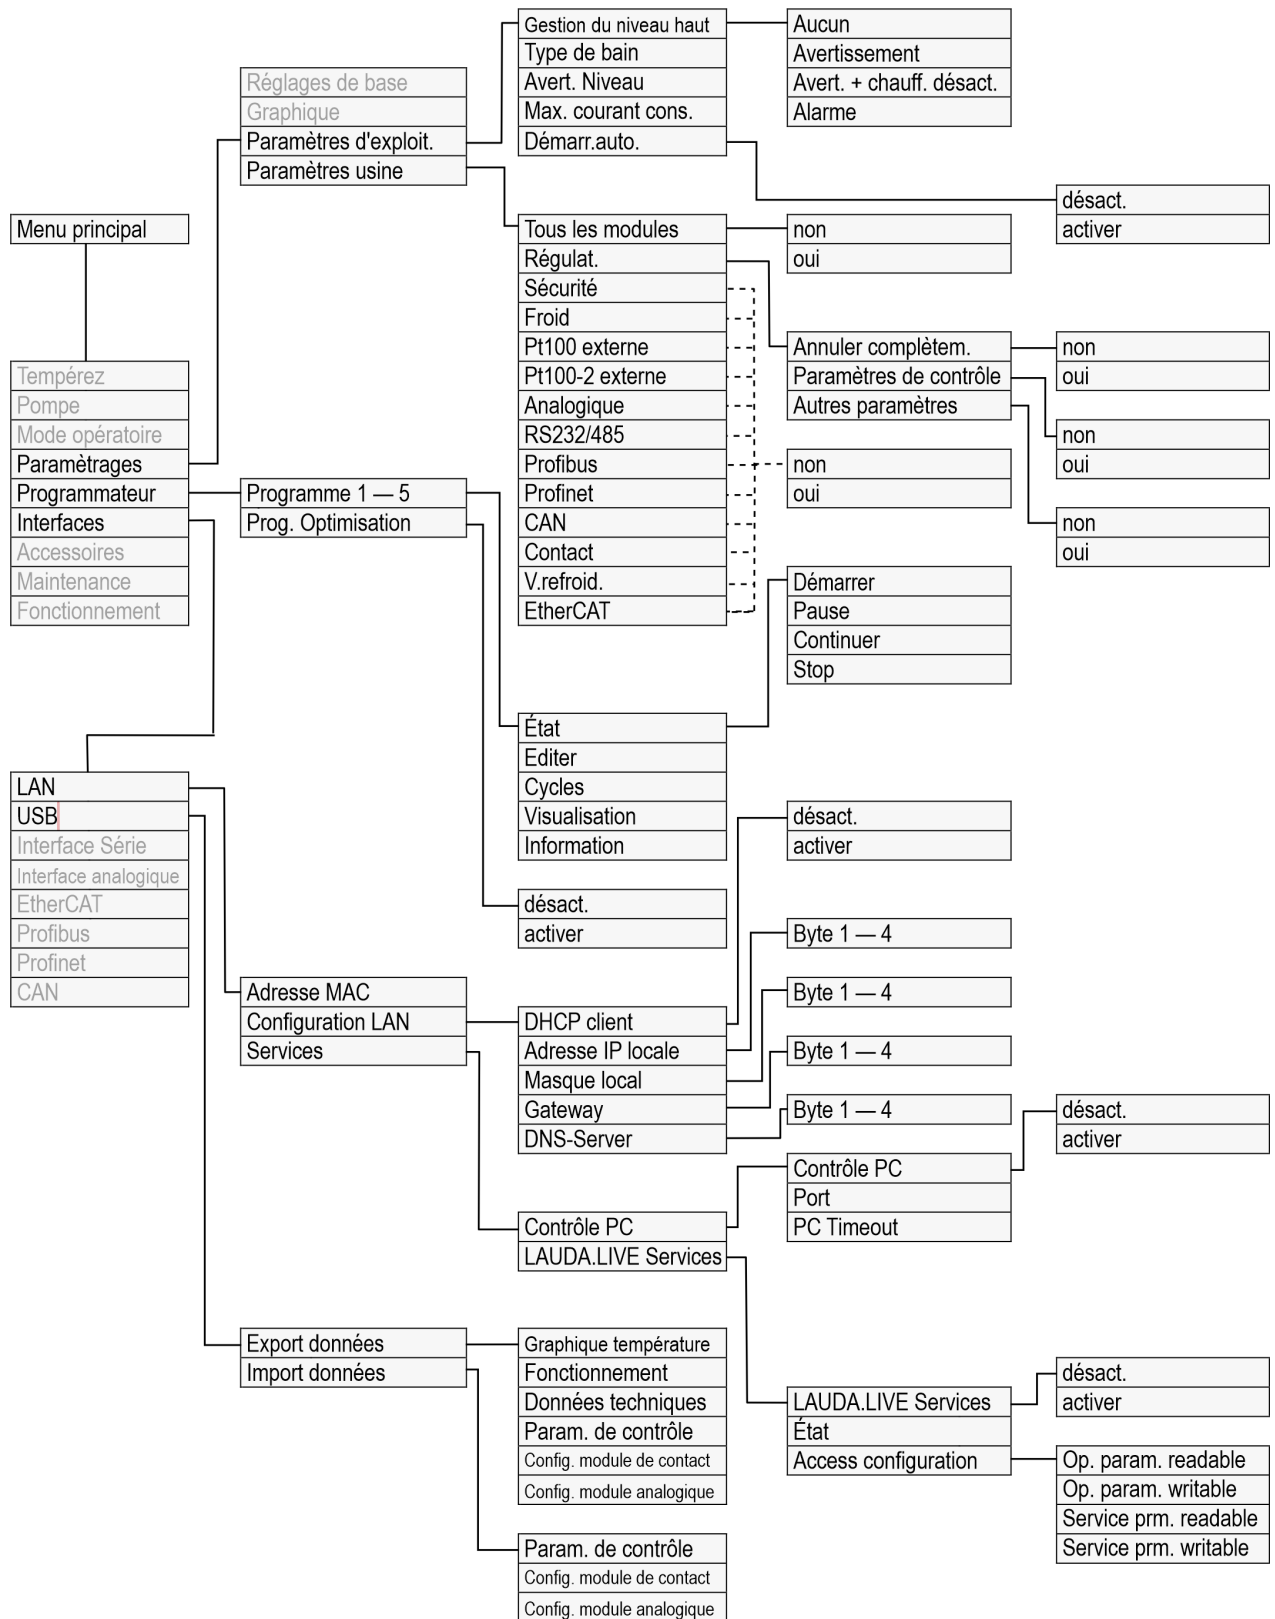 Menu principal
Tempérez
Pompe
Mode opératoire
Paramètrages
Programmateur
Interfaces
Accessoires
Maintenance
Fonctionnement
LAN
USB
Interface Série
Interface analogique
EtherCAT
Profibus
Profinet
CAN
Réglages de base
Graphique
Paramètres d'exploit.
Paramètres usine
Programme 1 — 5
Prog. Optimisation
Adresse MAC
Configuration LAN
Services
Export données
Import données
Gestion du niveau haut
Type de bain
Avert. Niveau
Max. courant cons.
Démarr.auto.
Tous les modules
Régulat.
Sécurité
Froid
Pt100 externe
Pt100-2 externe
Analogique
RS232/485
Profibus
Profinet
CAN
Contact
V.refroid.
EtherCAT
État
Editer
Cycles
Visualisation
Information
désact.
activer
DHCP client
Adresse IP locale
Masque local
Gateway
DNS-Server
Contrôle PC
LAUDA.LIVE Services
Graphique température
Fonctionnement
Données techniques
Param. de contrôle
Config. module de contact
Config. module analogique
Param. de contrôle
Config. module de contact
Config. module analogique
Aucun
Avertissement
Avert. + chauff. désact.
Alarme
non
oui
Annuler complètem.
Paramètres de contrôle
Autres paramètres
non
oui
Démarrer
Pause
Continuer
Stop
désact.
activer
Byte 1 — 4
Byte 1 — 4
Byte 1 — 4
Byte 1 — 4
Contrôle PC
Port
PC Timeout
LAUDA.LIVE Services
État
Access configuration
désact.
activer
non
oui
non
oui
non
oui
désact.
activer
désact.
activer
Op. param. readable
Op. param. writable
Service prm. readable
Service prm. writable